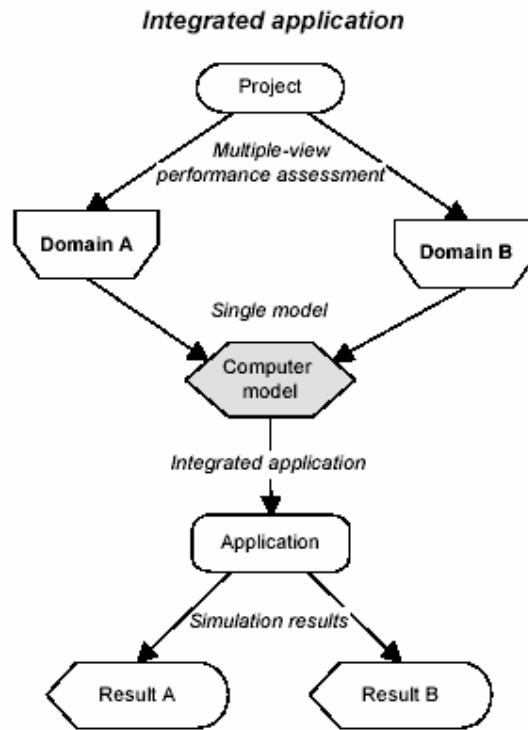 Integrated application
Project
Multiple-view
performance assessment
Domain A
Domain B
Single model
Computer
model
Integrated application
Application
Simulation results
Result A
Result B